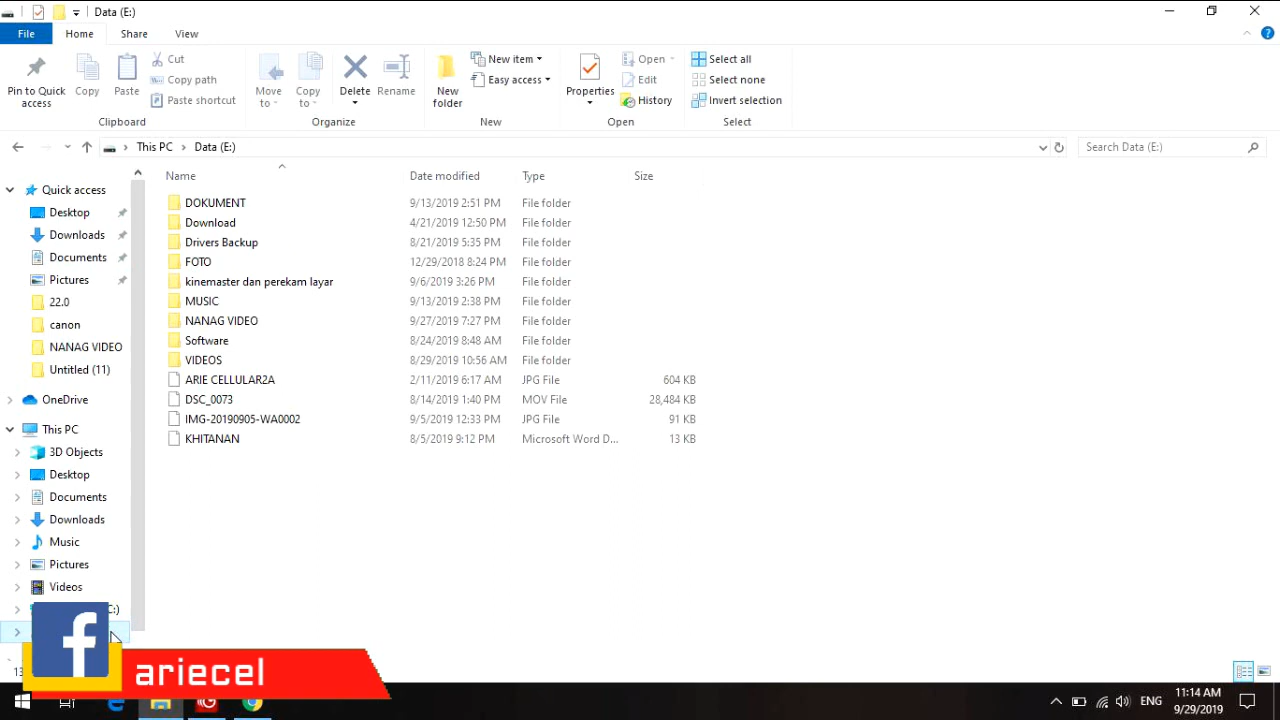 Data (E:)
File Home Share View
Pin to Quick access
Copy
Paste
Cut
Copy path
Paste shortcut
Clipboard
Move to
Copy to
Delete
Rename
Organize
New folder
New item
Easy access
New
Properties
Open
Edit
History
Open
Select all
Select none
Invert selection
Select
This PC Data (E:)
Search Data (E:)
Name Date modified Type Size
Quick access
Desktop
Downloads
Documents
Pictures
22.0
canon
NANAG VIDEO
Untitled (11)
OneDrive
This PC
3D Objects
Desktop
Documents
Downloads
Music
Pictures
Videos
C:)
DOKUMENT 9/13/2019 2:51 PM File folder
Download 4/21/2019 12:50 PM File folder
Drivers Backup 8/21/2019 5:35 PM File folder
FOTO 12/29/2018 8:24 PM File folder
kinemaster dan perekam layar 9/6/2019 3:26 PM File folder
MUSIC 9/13/2019 2:38 PM File folder
NANAG VIDEO 9/27/2019 7:27 PM File folder
Software 8/24/2019 8:48 AM File folder
VIDEOS 8/29/2019 10:56 AM File folder
ARIE CELLULAR2A 2/11/2019 6:17 AM JPG File 604 KB
DSC_0073 8/14/2019 1:40 PM MOV File 28,484 KB
IMG-20190905-WA0002 9/5/2019 12:33 PM JPG File 91 KB
KHITANAN 8/5/2019 9:12 PM Microsoft Word D... 13 KB
13
f
ariecel
ENG
11:14 AM
9/29/2019